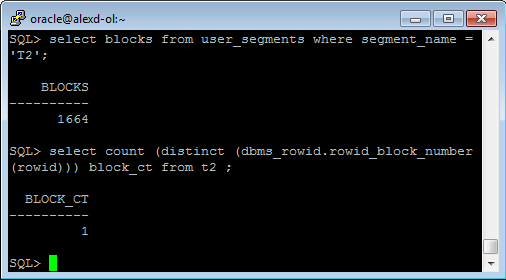 oracle@alexd-ol:~
SQL> select blocks from user_segments where segment_name =
'T2';
BLOCKS
----------
1664
SQL> select count (distinct (dbms_rowid.rowid_block_number
(rowid))) block_ct from t2 ;
BLOCK_CT
----------
1
SQL>